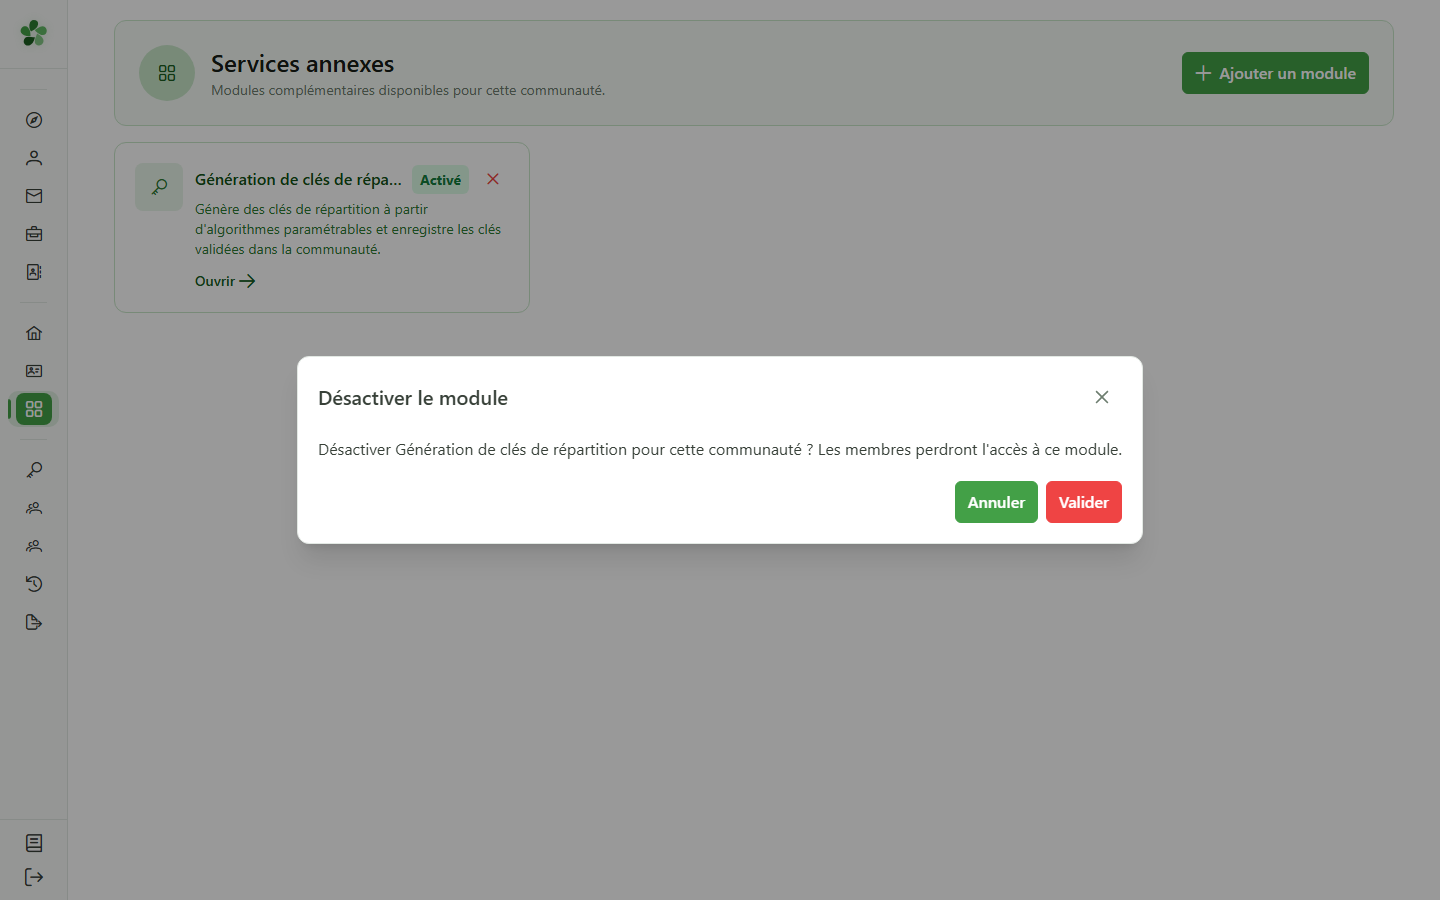 Services annexes
Modules complémentaires disponibles pour cette communauté.
Ajouter un module
Génération de clés de répa...
Activé
Génère des clés de répartition à partir
d'algorithmes paramétrables et enregistre les clés
validées dans la communauté.
Ouvrir
Désactiver le module
Désactiver Génération de clés de répartition pour cette communauté ? Les membres perdront l'accès à ce module.
Annuler
Valider